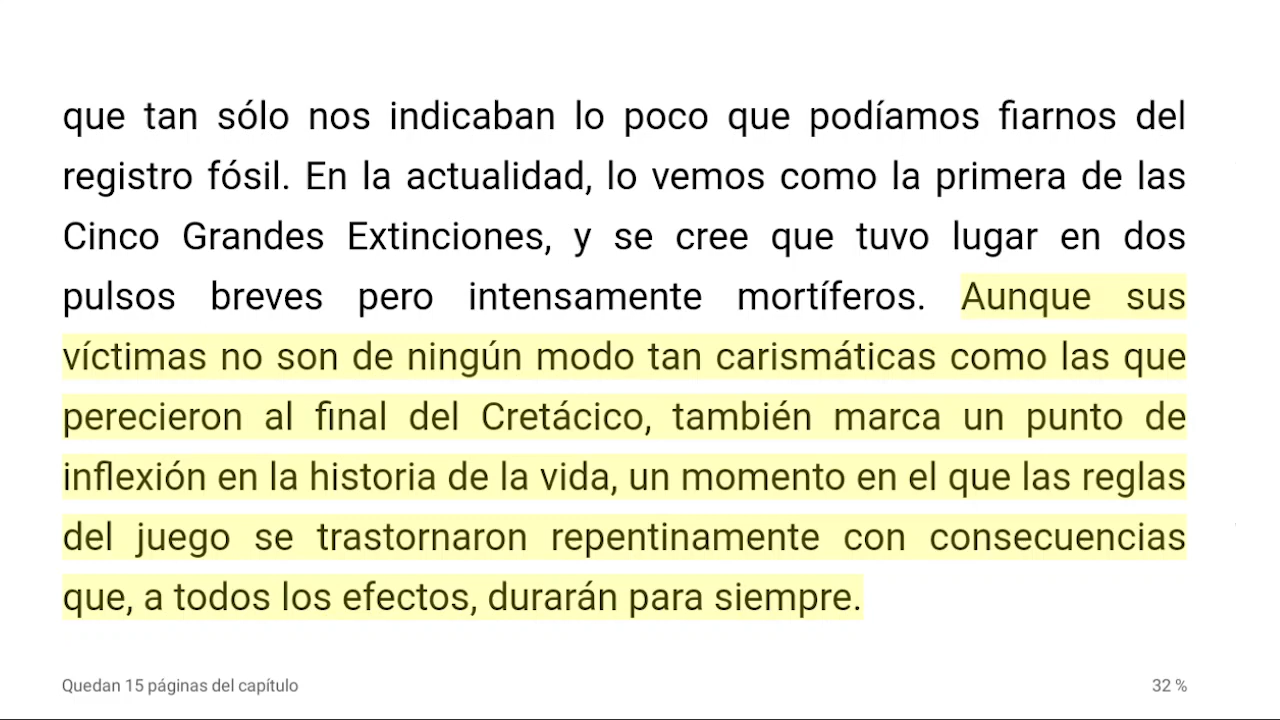 que tan sólo nos indicaban lo poco que podíamos fiarnos del
registro fósil. En la actualidad, lo vemos como la primera de las
Cinco Grandes Extinciones, y se cree que tuvo lugar en dos
pulsos breves pero intensamente mortíferos. Aunque sus
víctimas no son de ningún modo tan carismáticas como las que
perecieron al final del Cretácico, también marca un punto de
inflexión en la historia de la vida, un momento en el que las reglas
del juego se trastornaron repentinamente con consecuencias
que, a todos los efectos, durarán para siempre.
Quedan 15 páginas del capítulo 32 %